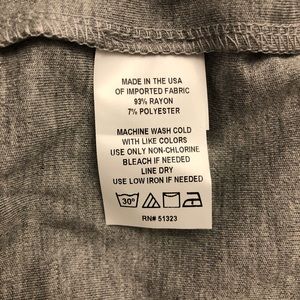 MADE IN THE USA
OF IMPORTED FABRIC
93% RAYON
7% POLYESTER
MACHINE WASH COLD
WITH LIKE COLORS
USE ONLY NON-CHLORINE
BLEACH IF NEEDED
LINE DRY
USE LOW IRON IF NEEDED
30°
RN# 51323